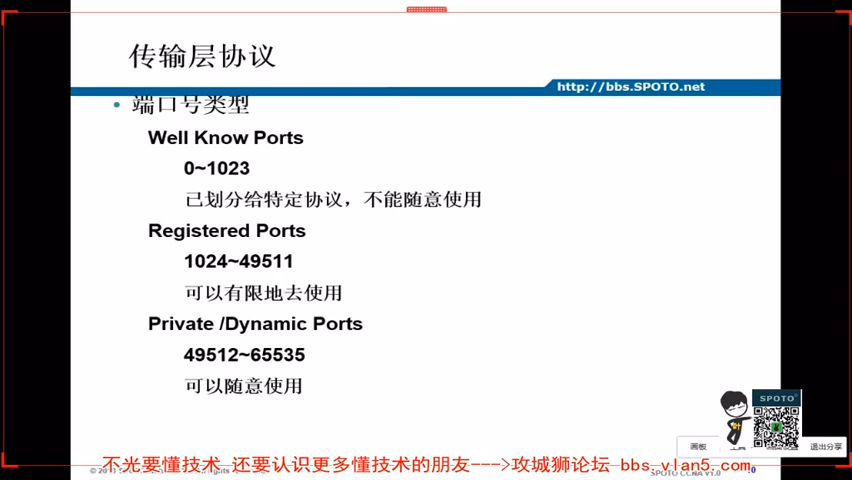 传输层协议
http://bbs.SPOTO.net
• 端口号类型
Well Know Ports
0~1023
已划分给特定协议，不能随意使用
Registered Ports
1024~49511
可以有限地去使用
Private /Dynamic Ports
49512~65535
可以随意使用
SPOTO
叶
画板
退出分享
不光要懂技术 还要认识更多懂技术的朋友--->攻城狮论坛 bbs.vlan5.com
SPOTO CCNA V1.0